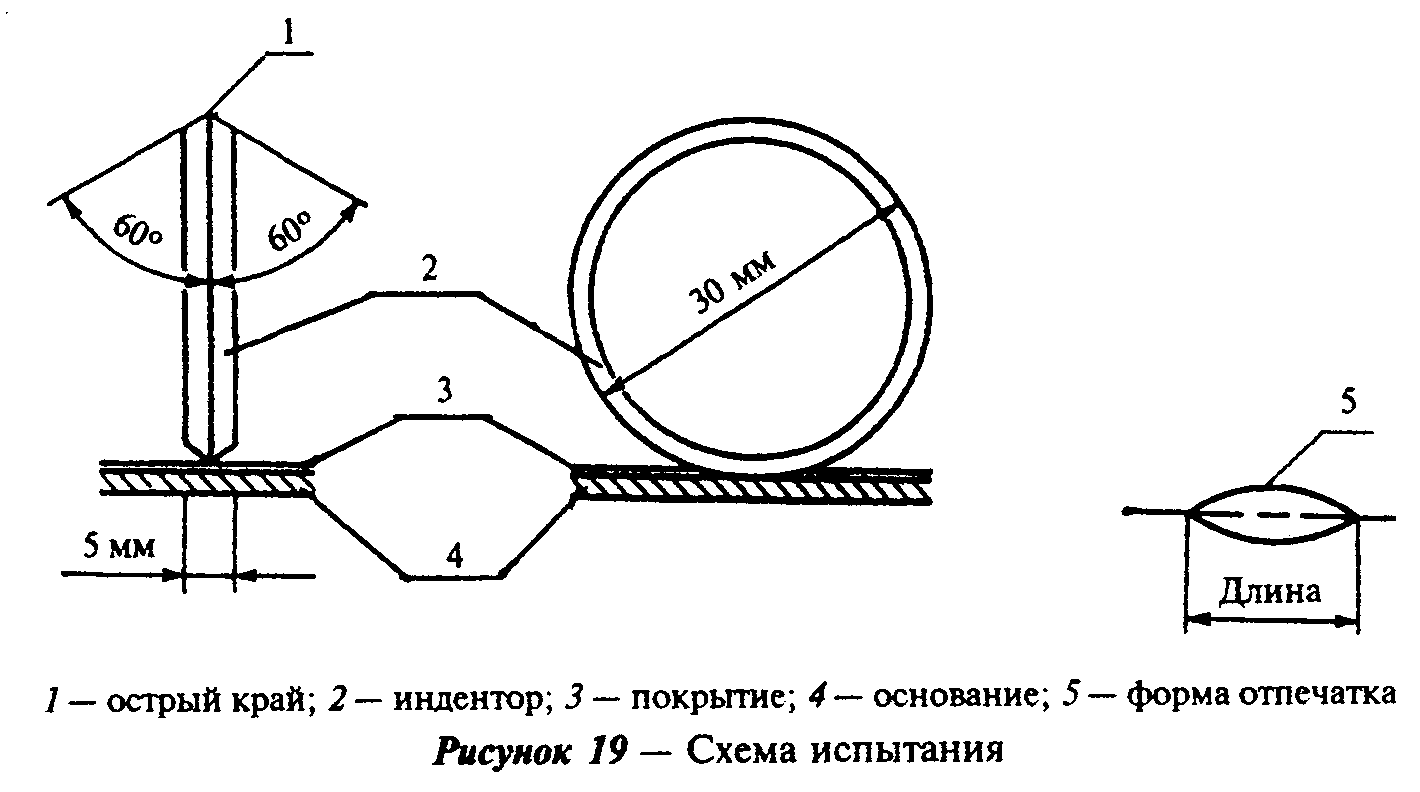 1
60°
60°
2
30 мм
3
5
5 мм
4
Длина
1 — острый край; 2 — индентор; 3 — покрытие; 4 — основание; 5 — форма отпечатка
Рисунок 19 — Схема испытания